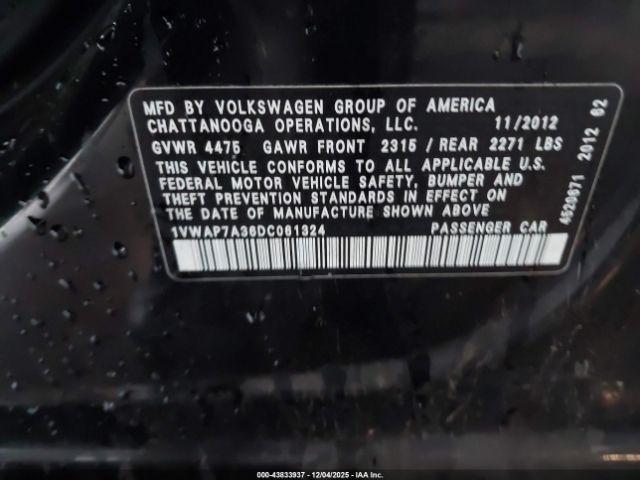 MFD BY VOLKSWAGEN GROUP OF AMERICA
CHATTANOOGA OPERATIONS, LLC. 11/2012
GVWR 4475 GAWR FRONT 2315 / REAR 2271 LBS
THIS VEHICLE CONFORMS TO ALL APPLICABLE U.S.
FEDERAL MOTOR VEHICLE SAFETY, BUMPER AND
THEFT PREVENTION STANDARDS IN EFFECT ON
THE DATE OF MANUFACTURE SHOWN ABOVE
1VWAP7A36DC061324 PASSENGER CAR
4520671 2012 62
000-43833937 - 12/04/2025 - IAA Inc.